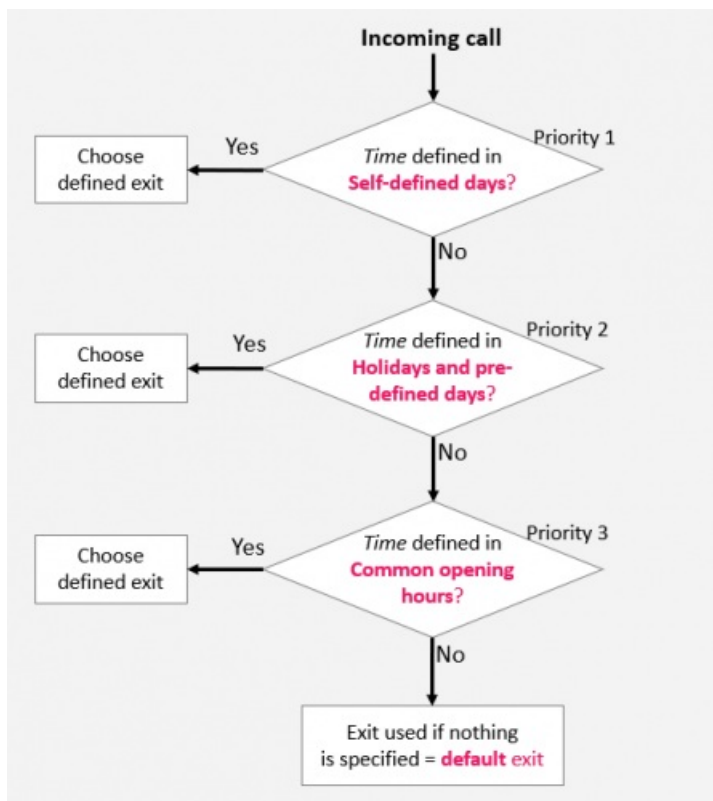 Incoming call
Priority 1
Time defined in
Self-defined days?
Yes
Choose
defined exit
No
Priority 2
Time defined in
Holidays and pre-
defined days?
Yes
Choose
defined exit
No
Priority 3
Time defined in
Common opening
hours?
Yes
Choose
defined exit
No
Exit used if nothing
is specified = default exit